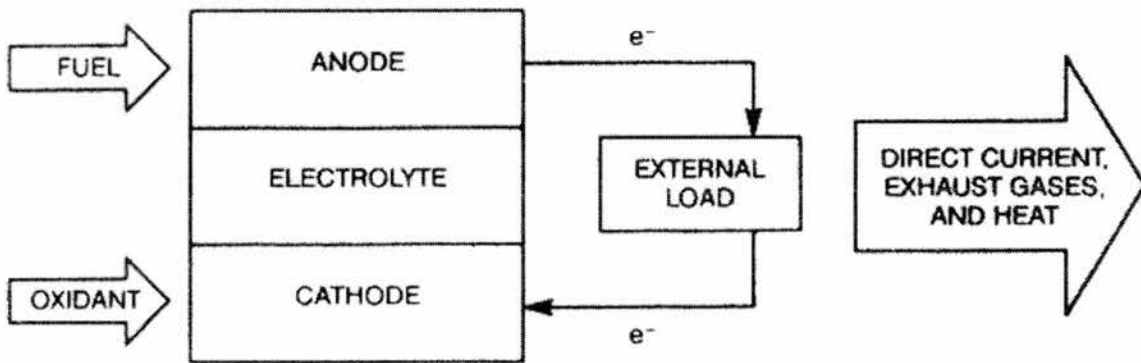 FUEL
ANODE
e⁻
ELECTROLYTE
EXTERNAL
LOAD
DIRECT CURRENT,
EXHAUST GASES,
AND HEAT
OXIDANT
CATHODE
e⁻